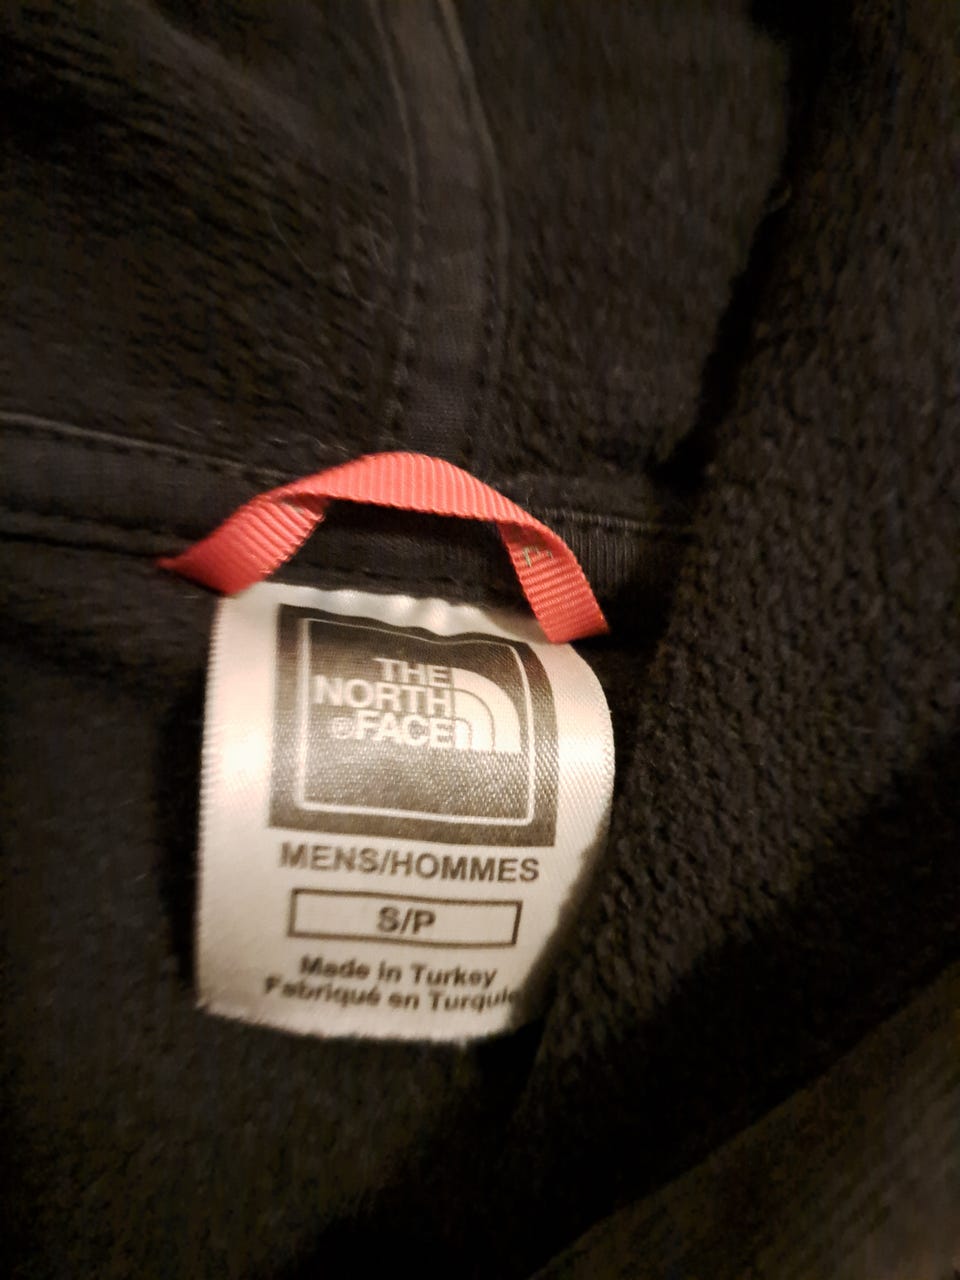 THE
NORTH
®FACE
MENS/HOMMES
S/P
Made in Turkey
Fabriqué en Turquie